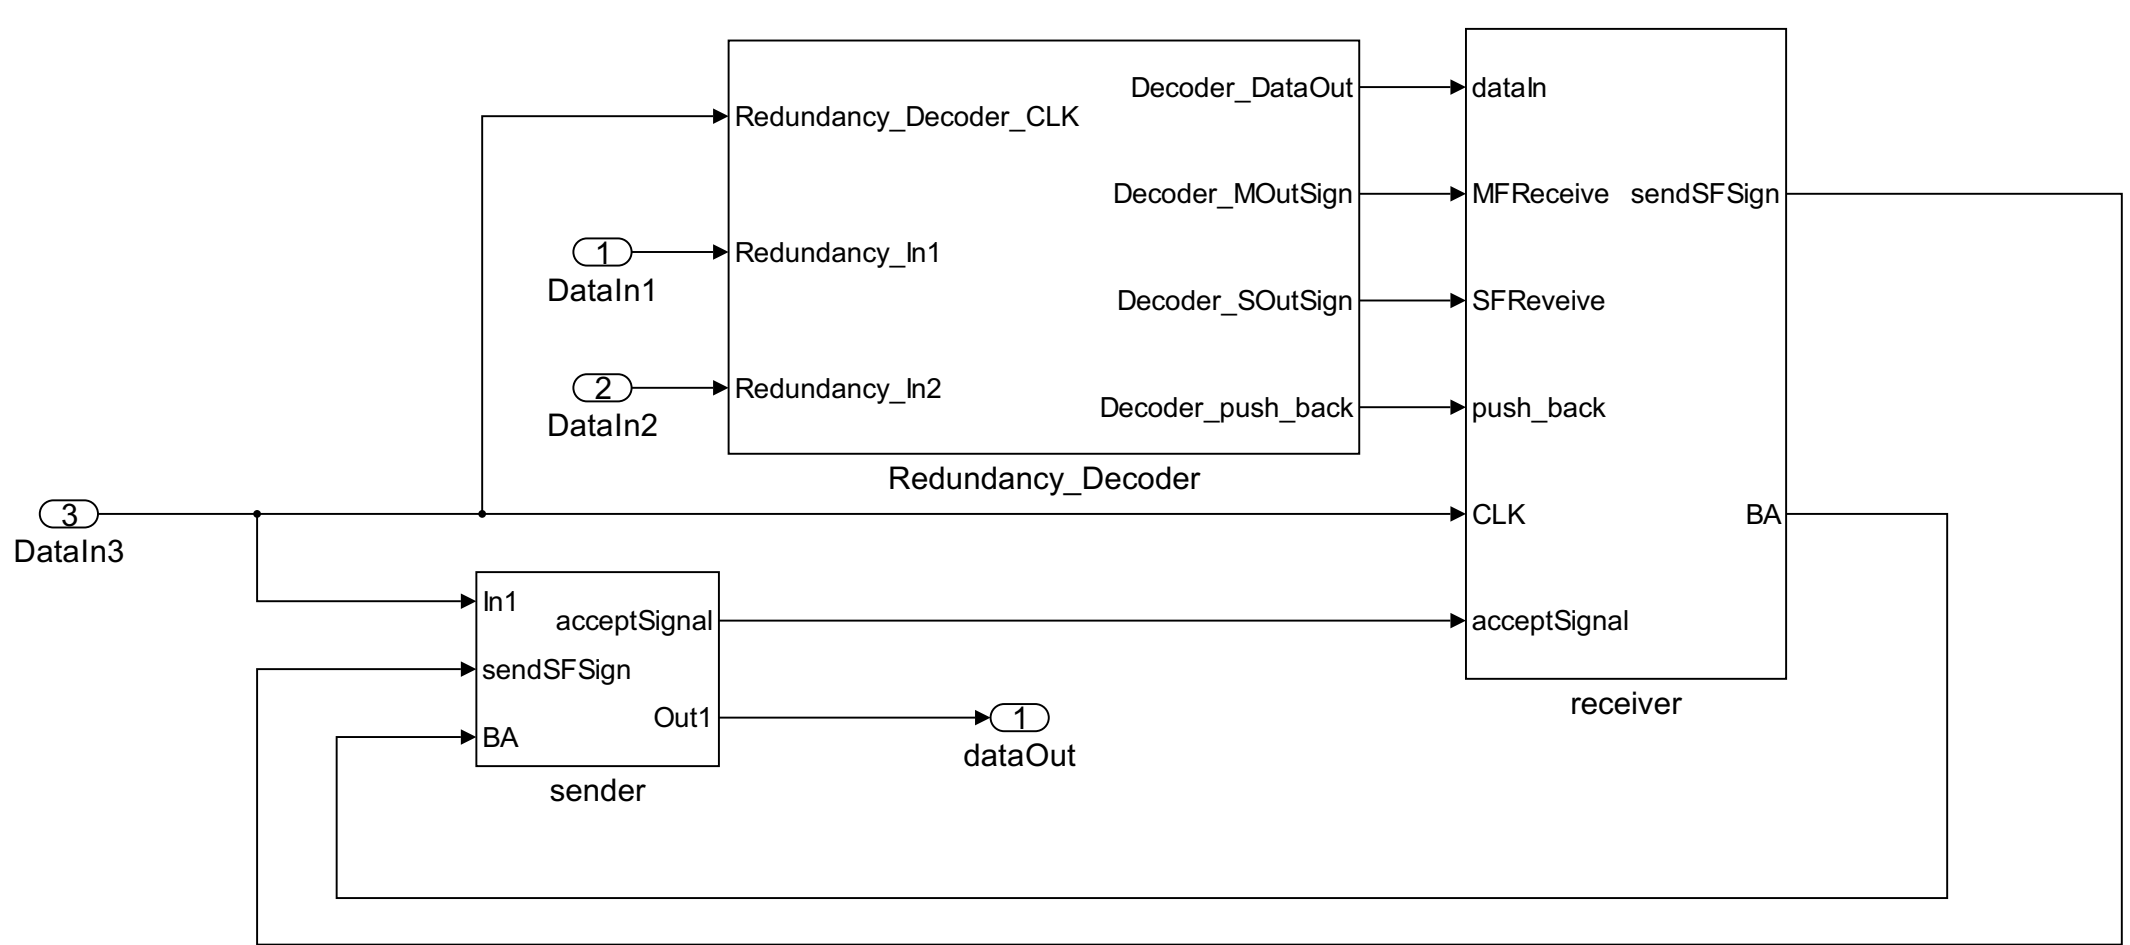 Decoder_DataOut
dataIn
Redundancy_Decoder_CLK
Decoder_MOutSign
MFReceive
sendSFSign
1
Redundancy_In1
DataIn1
Decoder_SOutSign
SFReveive
2
Redundancy_In2
DataIn2
Decoder_push_back
push_back
Redundancy_Decoder
3
DataIn3
CLK
BA
In1
acceptSignal
acceptSignal
sendSFSign
Out1
BA
sender
1
dataOut
receiver